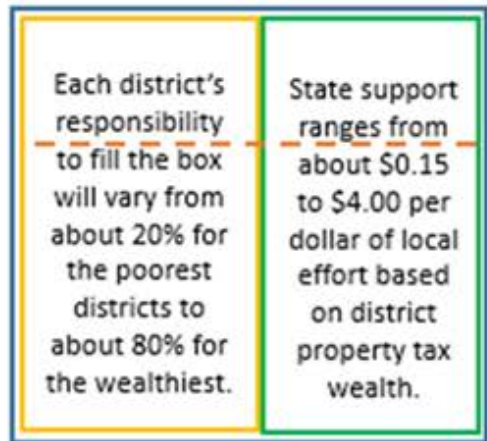 Each district's
responsibility
to fill the box
will vary from
about 20% for
the poorest
districts to
about 80% for
the wealthiest.
State support
ranges from
about $0.15
to $4.00 per
dollar of local
effort based
on district
property tax
wealth.